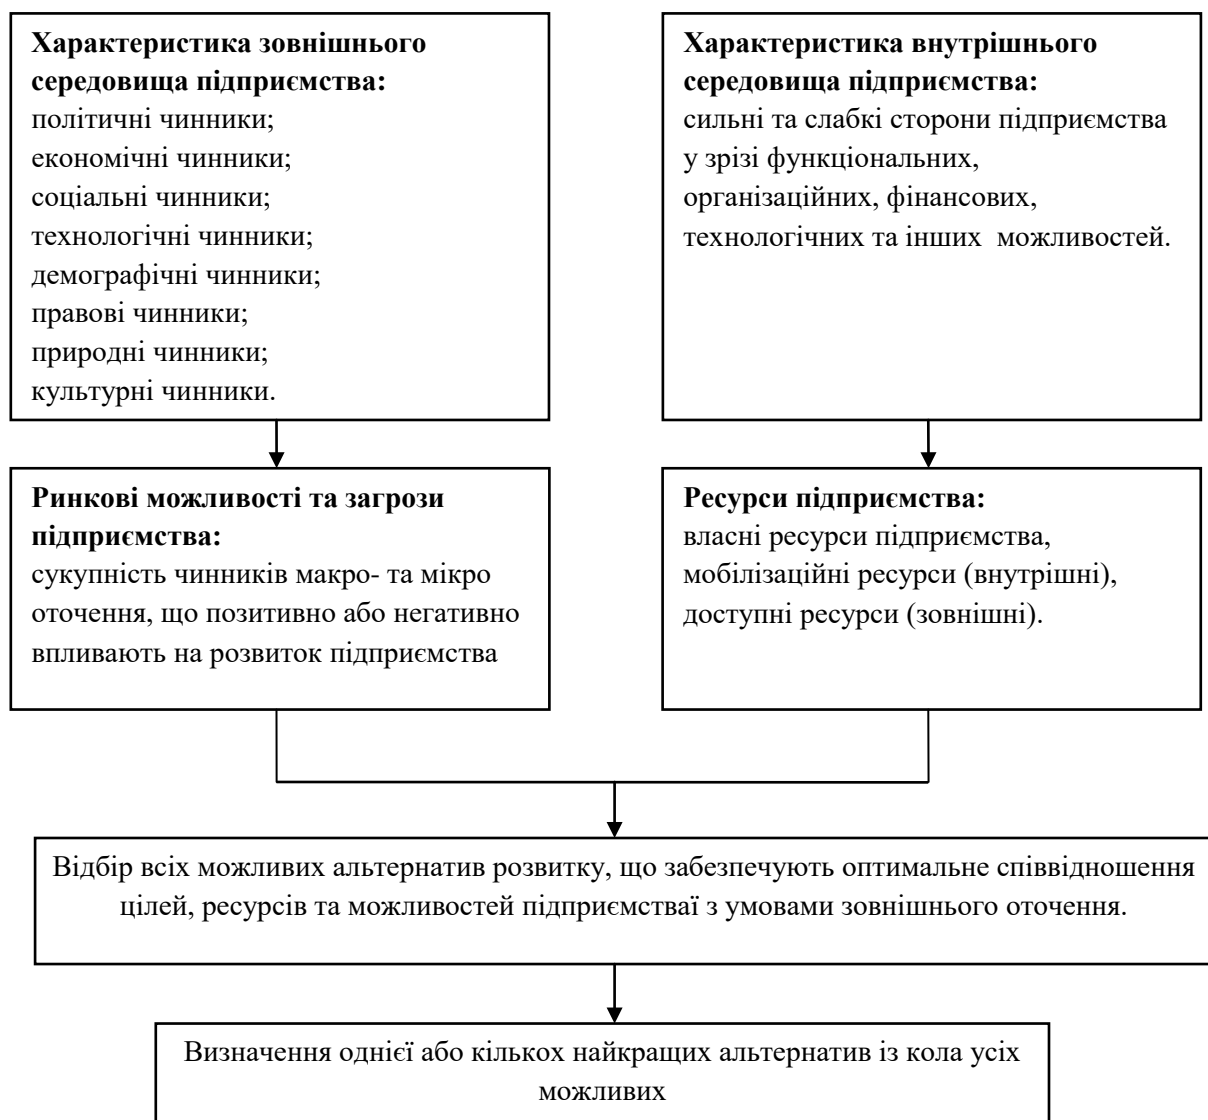 Характеристика зовнішнього
середовища підприємства:
політичні чинники;
економічні чинники;
соціальні чинники;
технологічні чинники;
демографічні чинники;
правові чинники;
природні чинники;
культурні чинники.
Характеристика внутрішнього
середовища підприємства:
сильні та слабкі сторони підприємства
у зрізі функціональних,
організаційних, фінансових,
технологічних та інших можливостей.
Ринкові можливості та загрози
підприємства:
сукупність чинників макро- та мікро
оточення, що позитивно або негативно
впливають на розвиток підприємства
Ресурси підприємства:
власні ресурси підприємства,
мобілізаційні ресурси (внутрішні),
доступні ресурси (зовнішні).
Відбір всіх можливих альтернатив розвитку, що забезпечують оптимальне співвідношення
цілей, ресурсів та можливостей підприємстваї з умовами зовнішнього оточення.
Визначення однієї або кількох найкращих альтернатив із кола усіх
можливих